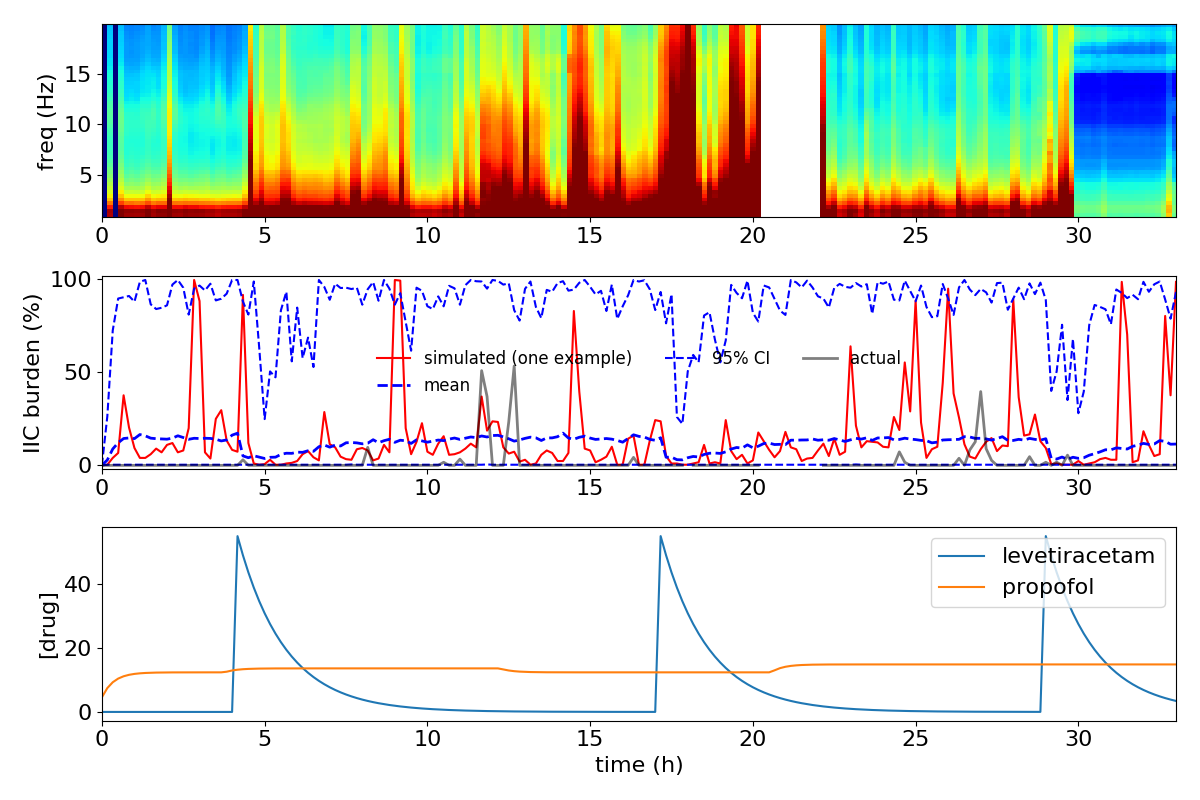 freq (Hz)
15
10
5
0 5 10 15 20 25 30
IIC burden (%)
100
50
0
simulated (one example) 95% CI actual
mean
0 5 10 15 20 25 30
[drug]
40
20
0
levetiracetam
propofol
0 5 10 15 20 25 30
time (h)